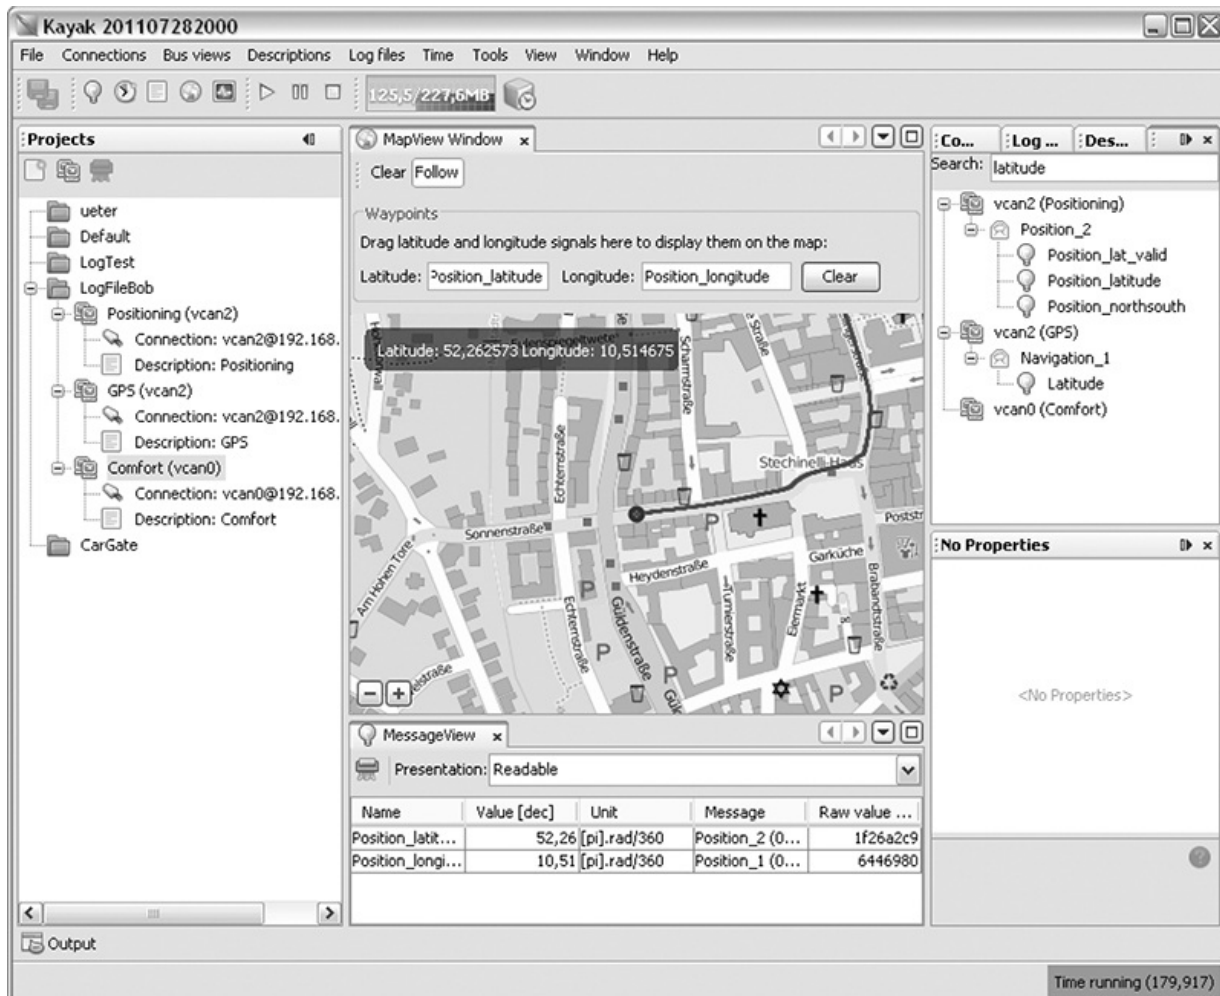 Kayak 201107282000
File Connections Bus views Descriptions Log files Time Tools View Window Help
125,5/227,6MB
Projects
ueter
Default
LogTest
LogFileBob
Positioning (vcan2)
Connection: vcan2@192.168.
Description: Positioning
GPS (vcan2)
Connection: vcan2@192.168.
Description: GPS
Comfort (vcan0)
Connection: vcan0@192.168.
Description: Comfort
CarGate
MapView Window
Clear Follow
Waypoints
Drag latitude and longitude signals here to display them on the map:
Latitude: Position_latitude Longitude: Position_longitude Clear
Latitude: 52,262573 Longitude: 10,514675
Eulenspiegeltwete
Scharrnstraße
Echternstraße
Stechinelli-Haus
Sonnenstraße
Poststr
Am Hohen Tore
Heydenstraße
Garküche
Echternstraße
Güldenstraße
Turnierstraße
Eiermarkt
Brabandtstraße
P
P
P
P
P
P
MessageView
Presentation: Readable
Name Value [dec] Unit Message Raw value ...
Position_latit... 52,26 [pi].rad/360 Position_2 (0... 1f26a2c9
Position_longi... 10,51 [pi].rad/360 Position_1 (0... 6446980
Co... Log ... Des...
Search: latitude
vcan2 (Positioning)
Position_2
Position_lat_valid
Position_latitude
Position_northsouth
vcan2 (GPS)
Navigation_1
Latitude
vcan0 (Comfort)
No Properties
<No Properties>
Output
Time running (179,917)